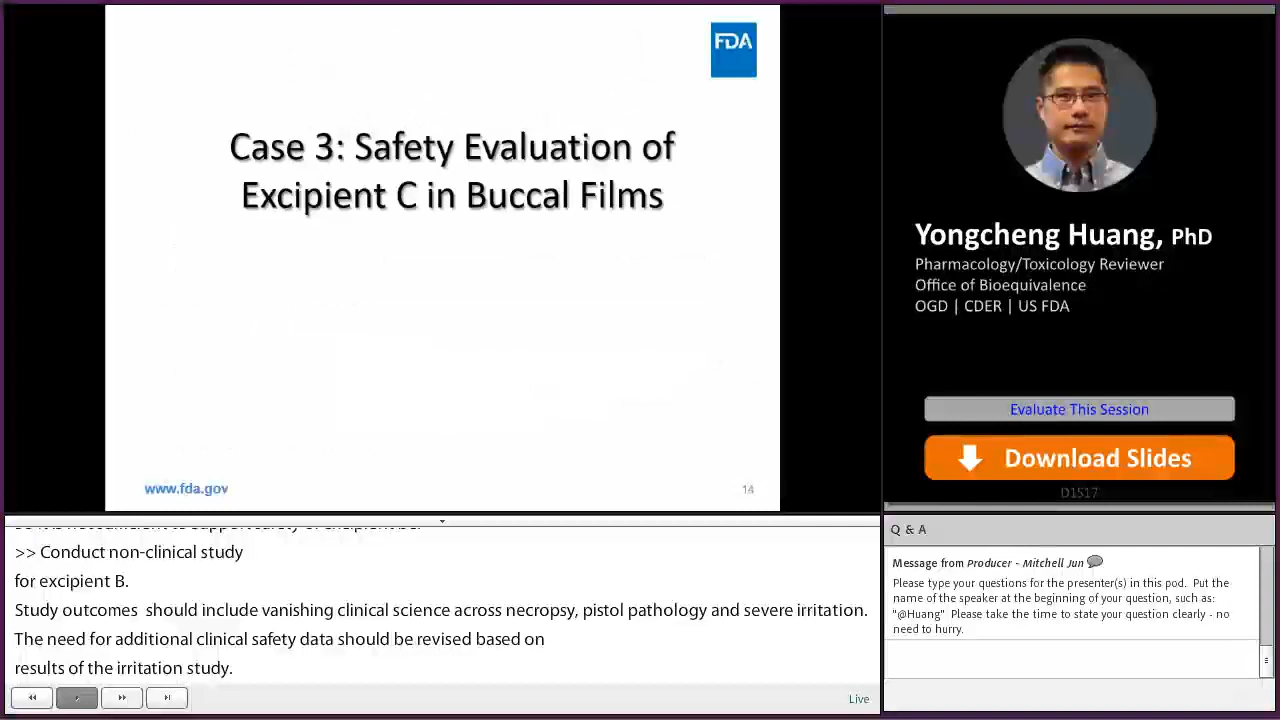 FDA
Case 3: Safety Evaluation of
Excipient C in Buccal Films
www.fda.gov
14
Yongcheng Huang, PhD
Pharmacology/Toxicology Reviewer
Office of Bioequivalence
OGD | CDER | US FDA
Evaluate This Session
Download Slides
D1517
>> Conduct non-clinical study
for excipient B.
Study outcomes should include vanishing clinical science across necropsy, pistol pathology and severe irritation.
The need for additional clinical safety data should be revised based on
results of the irritation study.
Live
Q & A
Message from Producer - Mitchell Jun
Please type your questions for the presenter(s) in this pod. Put the
name of the speaker at the beginning of your question, such as:
"@Huang" Please take the time to state your question clearly - no
need to hurry.